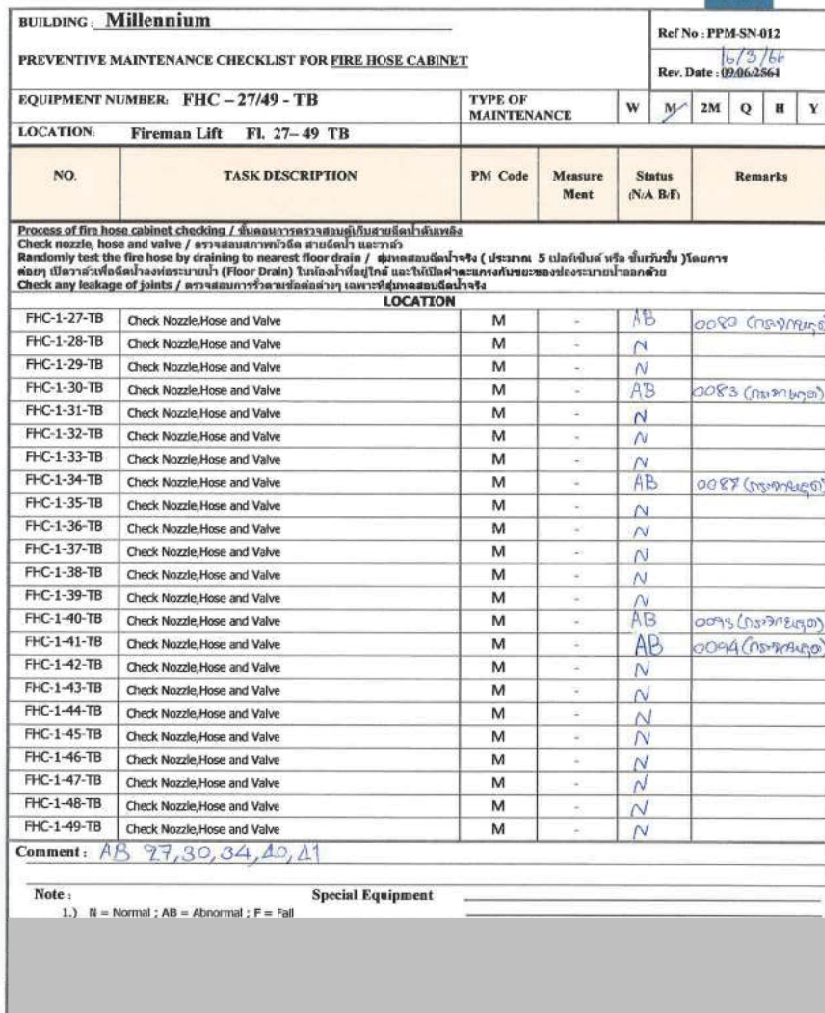 BUILDING: Millennium
Ref No : PPM-SN-012
PREVENTIVE MAINTENANCE CHECKLIST FOR FIRE HOSE CABINET
16/3/66
Rev. Date : 09/06/2561
EQUIPMENT NUMBER: FHC – 27/49 - TB
TYPE OF MAINTENANCE W M ✓ 2M Q H Y
LOCATION: Fireman Lift Fl. 27– 49 TB
NO. TASK DESCRIPTION PM Code Measure Ment Status (N/A B/F) Remarks
Process of fire hose cabinet checking / ขั้นตอนการตรวจสอบตู้เก็บสายฉีดน้ำดับเพลิง
Check nozzle, hose and valve / ตรวจสอบสภาพหัวฉีด สายฉีดน้ำ และวาล์ว
Randomly test the fire hose by draining to nearest floor drain / สุ่มทดสอบฉีดน้ำจริง ( ประมาณ 5 เปอร์เซ็นต์ หรือ ชั้นเว้นชั้น )โดยการ
ค่อยๆ เปิดวาล์วเพื่อฉีดน้ำลงท่อระบายน้ำ (Floor Drain) ในห้องน้ำที่อยู่ใกล้ และให้เปิดฝาตะแกรงกันขยะของช่องระบายน้ำออกด้วย
Check any leakage of joints / ตรวจสอบการรั่วตามข้อต่อต่างๆ เฉพาะที่สุ่มทดสอบฉีดน้ำจริง
LOCATION
FHC-1-27-TB Check Nozzle,Hose and Valve M - AB 0080
FHC-1-28-TB Check Nozzle,Hose and Valve M - N
FHC-1-29-TB Check Nozzle,Hose and Valve M - N
FHC-1-30-TB Check Nozzle,Hose and Valve M - AB 0083
FHC-1-31-TB Check Nozzle,Hose and Valve M - N
FHC-1-32-TB Check Nozzle,Hose and Valve M - N
FHC-1-33-TB Check Nozzle,Hose and Valve M - N
FHC-1-34-TB Check Nozzle,Hose and Valve M - AB 0087
FHC-1-35-TB Check Nozzle,Hose and Valve M - N
FHC-1-36-TB Check Nozzle,Hose and Valve M - N
FHC-1-37-TB Check Nozzle,Hose and Valve M - N
FHC-1-38-TB Check Nozzle,Hose and Valve M - N
FHC-1-39-TB Check Nozzle,Hose and Valve M - N
FHC-1-40-TB Check Nozzle,Hose and Valve M - AB
FHC-1-41-TB Check Nozzle,Hose and Valve M - AB 0094
FHC-1-42-TB Check Nozzle,Hose and Valve M - N
FHC-1-43-TB Check Nozzle,Hose and Valve M - N
FHC-1-44-TB Check Nozzle,Hose and Valve M - N
FHC-1-45-TB Check Nozzle,Hose and Valve M - N
FHC-1-46-TB Check Nozzle,Hose and Valve M - N
FHC-1-47-TB Check Nozzle,Hose and Valve M - N
FHC-1-48-TB Check Nozzle,Hose and Valve M - N
FHC-1-49-TB Check Nozzle,Hose and Valve M - N
Comment : AB 27,30,34,40,41
Note : Special Equipment
1.) N = Normal ; AB = Abnormal ; F = Fail